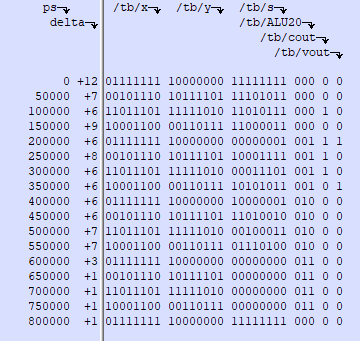 ps /tb/x /tb/y /tb/s
delta /tb/ALU20
/tb/cout
/tb/vout
0 +12 01111111 10000000 11111111 000 0 0
50000 +7 00101110 10111101 11101011 000 0 0
100000 +6 11011101 11111010 11010111 000 1 0
150000 +9 10001100 00110111 11000011 000 0 0
200000 +6 01111111 10000000 00000001 001 1 1
250000 +8 00101110 10111101 10001111 001 1 0
300000 +6 11011101 11111010 00011101 001 1 0
350000 +6 10001100 00110111 10101011 001 0 1
400000 +6 01111111 10000000 10000001 010 0 0
450000 +6 00101110 10111101 11010010 010 0 0
500000 +7 11011101 11111010 00100011 010 0 0
550000 +7 10001100 00110111 01110100 010 0 0
600000 +3 01111111 10000000 00000000 011 0 0
650000 +1 00101110 10111101 00000000 011 0 0
700000 +1 11011101 11111010 00000000 011 0 0
750000 +1 10001100 00110111 00000000 011 0 0
800000 +1 01111111 10000000 11111111 000 0 0